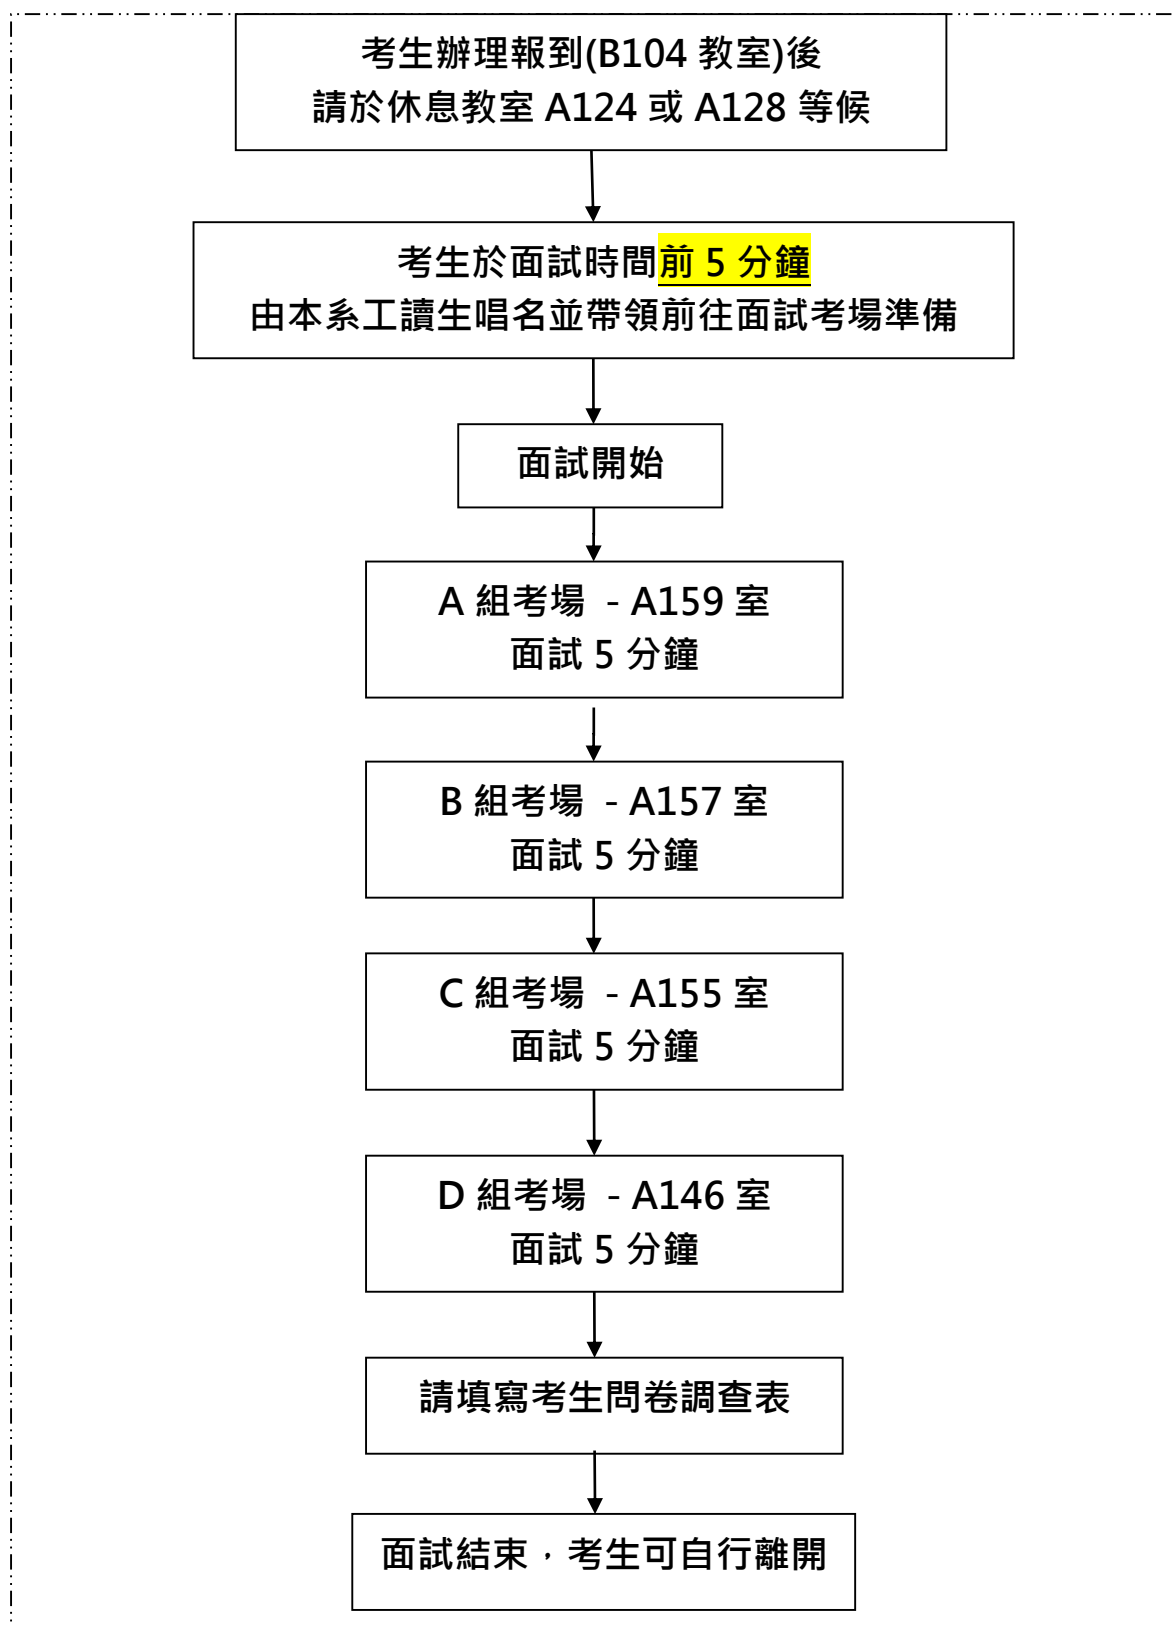 考生辦理報到(B104 教室)後
請於休息教室 A124 或 A128 等候
考生於面試時間前 5 分鐘
由本系工讀生唱名並帶領前往面試考場準備
面試開始
A 組考場 - A159 室
面試 5 分鐘
B 組考場 - A157 室
面試 5 分鐘
C 組考場 - A155 室
面試 5 分鐘
D 組考場 - A146 室
面試 5 分鐘
請填寫考生問卷調查表
面試結束，考生可自行離開